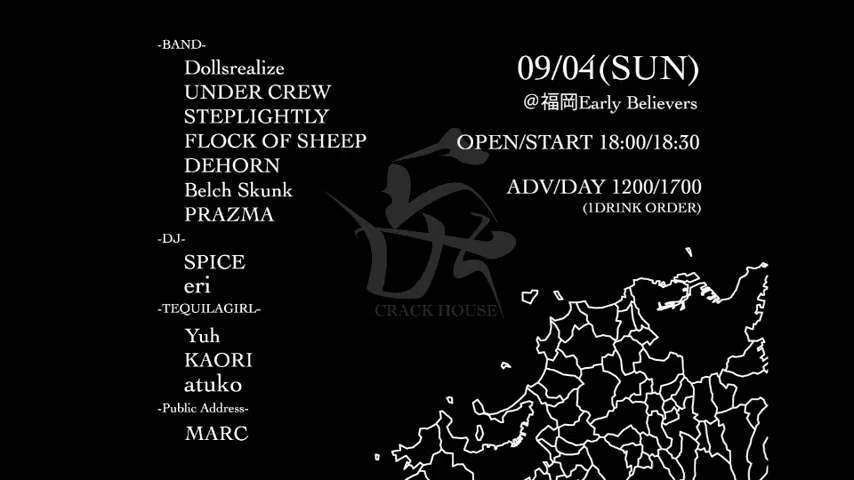 -BAND-
Dollsrealize
UNDER CREW
STEPLIGHTLY
FLOCK OF SHEEP
DEHORN
Belch Skunk
PRAZMA
-DJ-
SPICE
eri
-TEQUILAGIRL-
Yuh
KAORI
atuko
-Public Address-
MARC
09/04(SUN)
@福岡Early Believers
OPEN/START 18:00/18:30
ADV/DAY 1200/1700
(1DRINK ORDER)
CRACK HOUSE